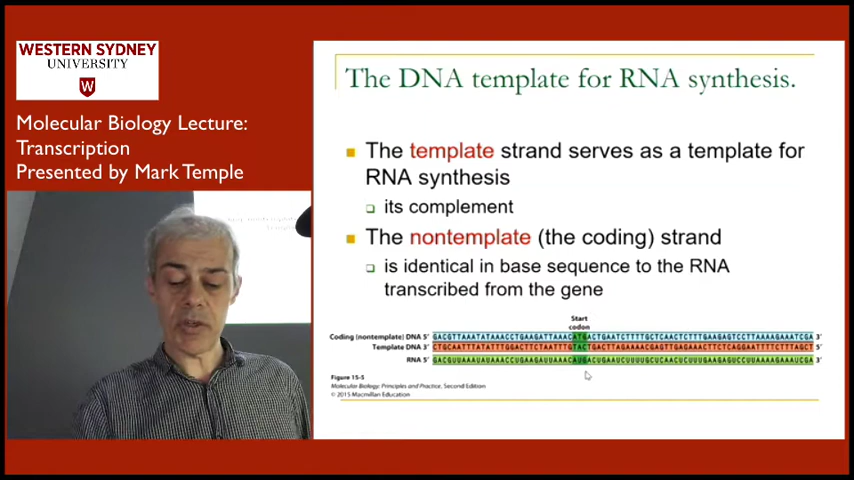 WESTERN SYDNEY
UNIVERSITY
W
Molecular Biology Lecture:
Transcription
Presented by Mark Temple
The DNA template for RNA synthesis.
The template strand serves as a template for
RNA synthesis
its complement
The nontemplate (the coding) strand
is identical in base sequence to the RNA
transcribed from the gene
Start
codon
Coding (nontemplate) DNA 5'
3'
Template DNA 3'
5'
RNA 5'
3'
Figure 15-5
Molecular Biology: Principles and Practice, Second Edition
© 2015 Macmillan Education